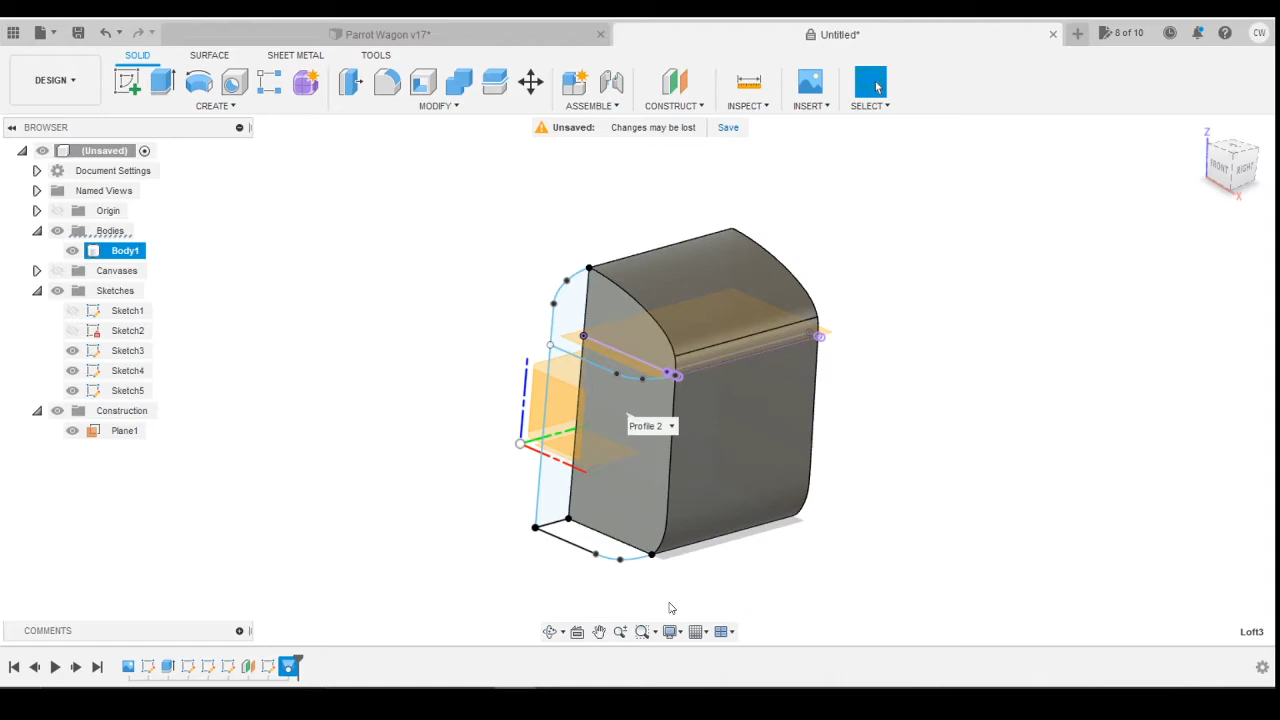 Parrot Wagon v17*
Untitled*
8 of 10
CW
DESIGN
SOLID
SURFACE
SHEET METAL
TOOLS
CREATE
MODIFY
ASSEMBLE
CONSTRUCT
INSPECT
INSERT
SELECT
BROWSER
Unsaved:
Changes may be lost
Save
(Unsaved)
Document Settings
Named Views
Origin
Bodies
Body1
Canvases
Sketches
Sketch1
Sketch2
Sketch3
Sketch4
Sketch5
Construction
Plane1
Z
FRONT
RIGHT
X
Profile 2
COMMENTS
Loft3